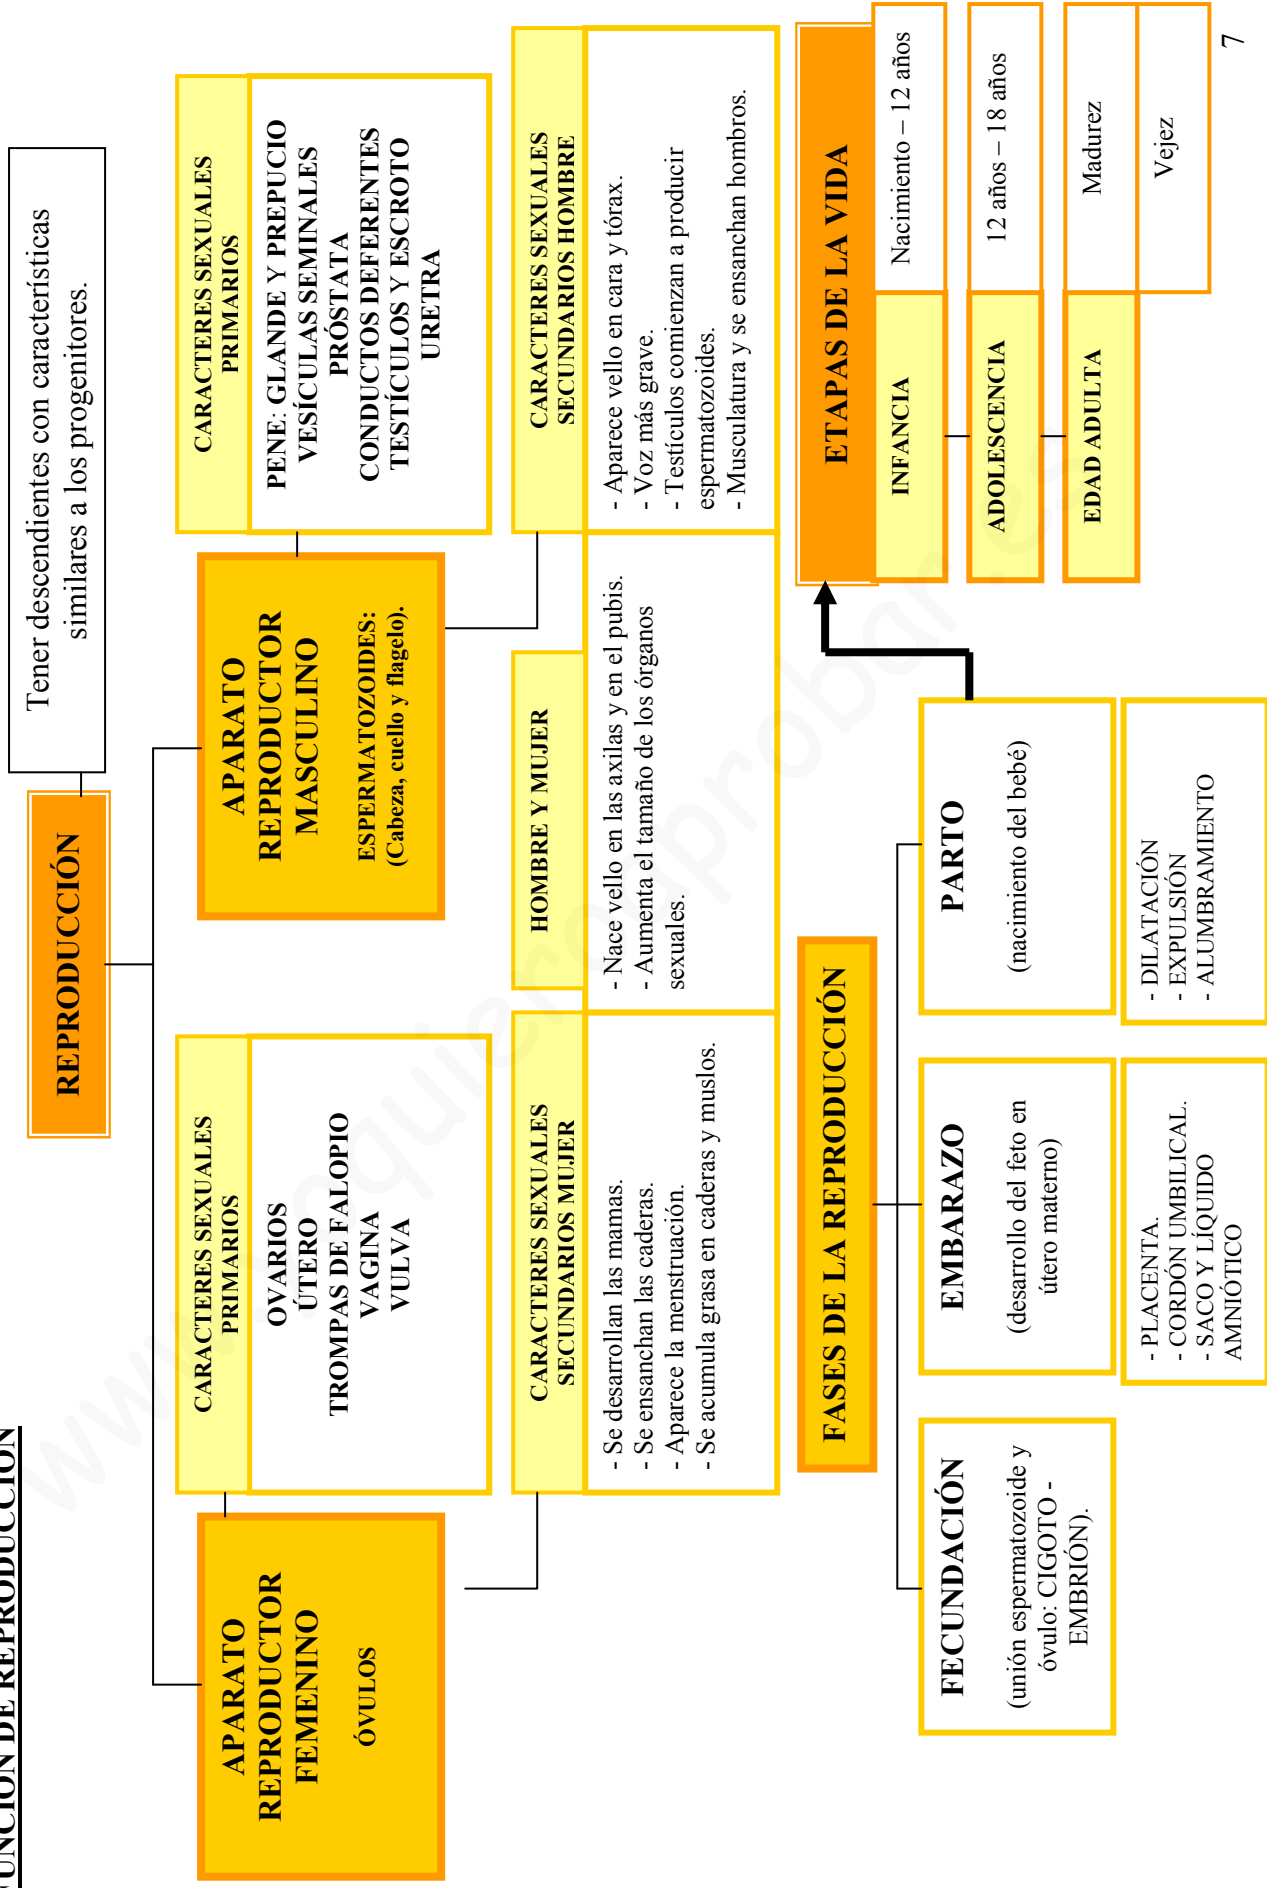 UNCIÓN DE REPRODUCCIÓN
REPRODUCCIÓN
Tener descendientes con características
similares a los progenitores.
APARATO
REPRODUCTOR
FEMENINO
ÓVULOS
CARACTERES SEXUALES
PRIMARIOS
OVARIOS
ÚTERO
TROMPAS DE FALOPIO
VAGINA
VULVA
APARATO
REPRODUCTOR
MASCULINO
ESPERMATOZOIDES:
(Cabeza, cuello y flagelo).
CARACTERES SEXUALES
PRIMARIOS
PENE: GLANDE Y PREPUCIO
VESÍCULAS SEMINALES
PRÓSTATA
CONDUCTOS DEFERENTES
TESTÍCULOS Y ESCROTO
URETRA
CARACTERES SEXUALES
SECUNDARIOS MUJER
- Se desarrollan las mamas.
- Se ensanchan las caderas.
- Aparece la menstruación.
- Se acumula grasa en caderas y muslos.
HOMBRE Y MUJER
- Nace vello en las axilas y en el pubis.
- Aumenta el tamaño de los órganos
sexuales.
CARACTERES SEXUALES
SECUNDARIOS HOMBRE
- Aparece vello en cara y tórax.
- Voz más grave.
- Testículos comienzan a producir
espermatozoides.
- Musculatura y se ensanchan hombros.
FASES DE LA REPRODUCCIÓN
FECUNDACIÓN
(unión espermatozoide y
óvulo: CIGOTO -
EMBRIÓN).
EMBARAZO
(desarrollo del feto en
útero materno)
- PLACENTA.
- CORDÓN UMBILICAL.
- SACO Y LÍQUIDO
AMNIÓTICO
PARTO
(nacimiento del bebé)
- DILATACIÓN
- EXPULSIÓN
- ALUMBRAMIENTO
ETAPAS DE LA VIDA
INFANCIA
Nacimiento – 12 años
ADOLESCENCIA
12 años – 18 años
EDAD ADULTA
Madurez
Vejez
7
www.yoquieroaprobar.es